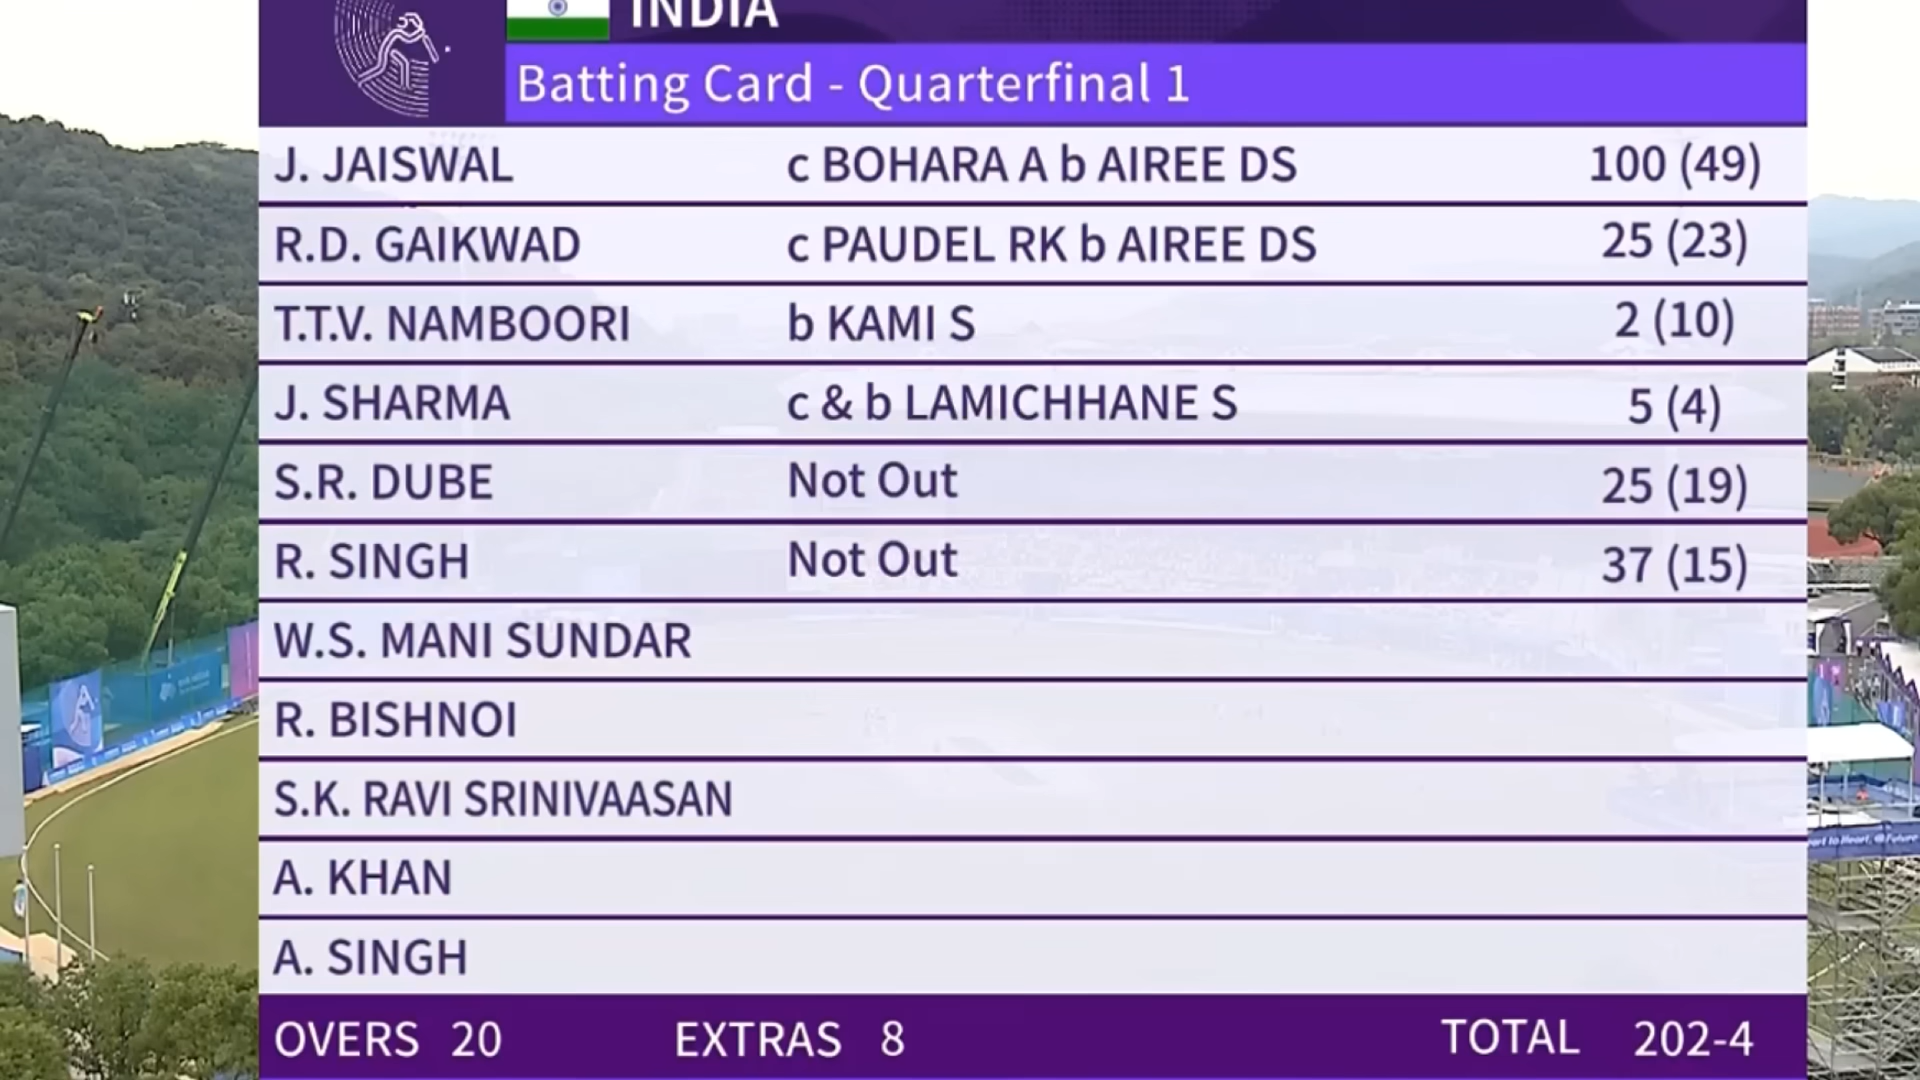 INDIA
Batting Card - Quarterfinal 1
J. JAISWAL c BOHARA A b AIREE DS 100 (49)
R.D. GAIKWAD c PAUDEL RK b AIREE DS 25 (23)
T.T.V. NAMBOORI b KAMI S 2 (10)
J. SHARMA c & b LAMICHHANE S 5 (4)
S.R. DUBE Not Out 25 (19)
R. SINGH Not Out 37 (15)
W.S. MANI SUNDAR
R. BISHNOI
S.K. RAVI SRINIVAASAN
A. KHAN
A. SINGH
OVERS 20 EXTRAS 8 TOTAL 202-4